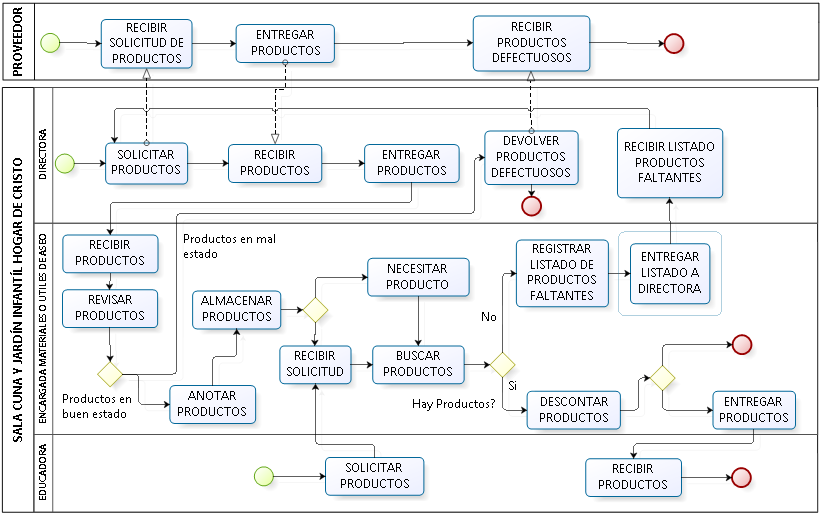 PROVEEDOR
RECIBIR
SOLICITUD DE
PRODUCTOS
ENTREGAR
PRODUCTOS
RECIBIR
PRODUCTOS
DEFECTUOSOS
SALA CUNA Y JARDÍN INFANTÍL HOGAR DE CRISTO
DIRECTORA
SOLICITAR
PRODUCTOS
RECIBIR
PRODUCTOS
ENTREGAR
PRODUCTOS
DEVOLVER
PRODUCTOS
DEFECTUOSOS
RECIBIR LISTADO
PRODUCTOS
FALTANTES
ENCARGADA MATERIALES O UTILES DE ASEO
RECIBIR
PRODUCTOS
Productos en mal
estado
REVISAR
PRODUCTOS
Productos en
buen estado
ANOTAR
PRODUCTOS
ALMACENAR
PRODUCTOS
NECESITAR
PRODUCTO
RECIBIR
SOLICITUD
BUSCAR
PRODUCTOS
No
Si
Hay Productos?
REGISTRAR
LISTADO DE
PRODUCTOS
FALTANTES
ENTREGAR
LISTADO A
DIRECTORA
DESCONTAR
PRODUCTOS
ENTREGAR
PRODUCTOS
EDUCADORA
SOLICITAR
PRODUCTOS
RECIBIR
PRODUCTOS